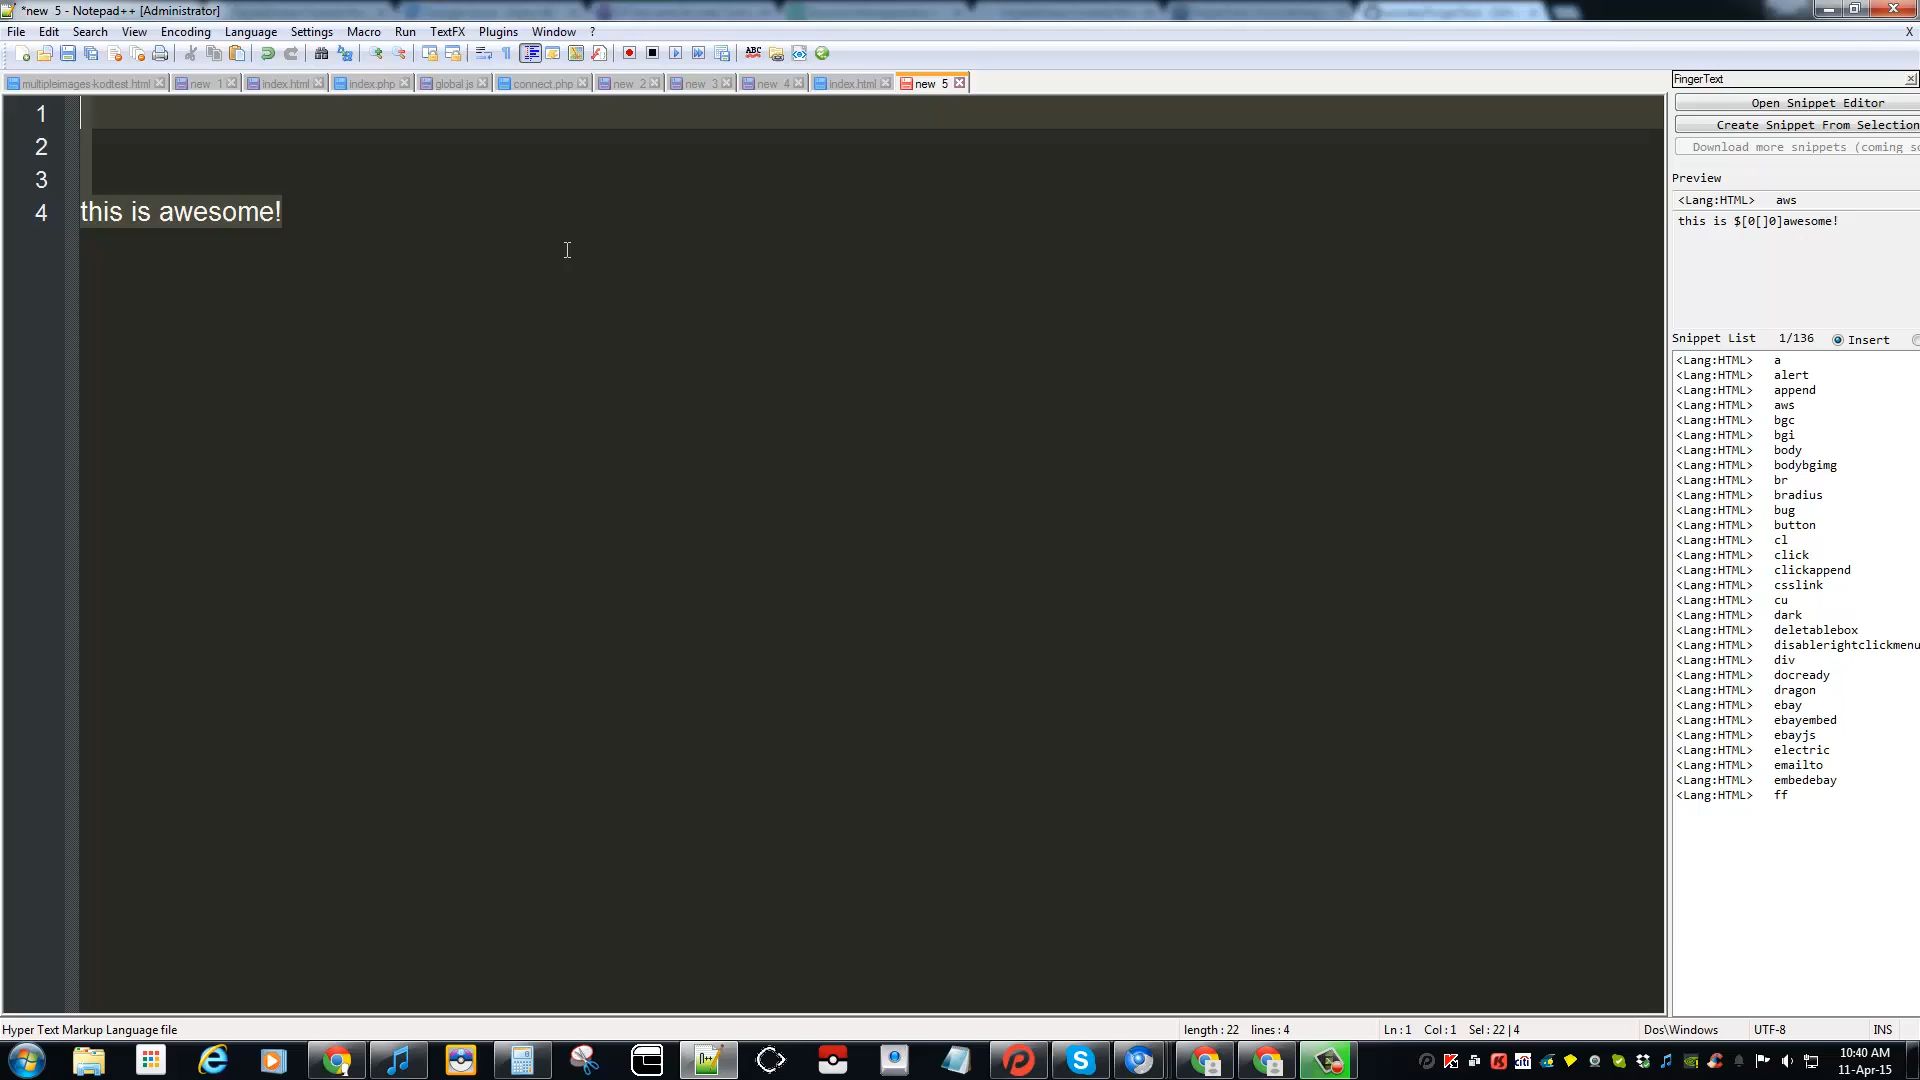 *new  5 - Notepad++ [Administrator]
File Edit Search View Encoding Language Settings Macro Run TextFX Plugins Window ? X
multipleimages-kodtest.html new 1 index.html index.php global.js connect.php new 2 new 3 new 4 index.html new 5
FingerText
Open Snippet Editor
Create Snippet From Selection
Download more snippets (coming so
Preview
<Lang:HTML> aws
this is $[0[]0]awesome!
1
2
3
4 this is awesome!
Snippet List 1/136 Insert
<Lang:HTML> a
<Lang:HTML> alert
<Lang:HTML> append
<Lang:HTML> aws
<Lang:HTML> bgc
<Lang:HTML> bgi
<Lang:HTML> body
<Lang:HTML> bodybgimg
<Lang:HTML> br
<Lang:HTML> bradius
<Lang:HTML> bug
<Lang:HTML> button
<Lang:HTML> cl
<Lang:HTML> click
<Lang:HTML> clickappend
<Lang:HTML> csslink
<Lang:HTML> cu
<Lang:HTML> dark
<Lang:HTML> deletablebox
<Lang:HTML> disablerightclickmenu
<Lang:HTML> div
<Lang:HTML> docready
<Lang:HTML> dragon
<Lang:HTML> ebay
<Lang:HTML> ebayembed
<Lang:HTML> ebayjs
<Lang:HTML> electric
<Lang:HTML> emailto
<Lang:HTML> embedebay
<Lang:HTML> ff
Hyper Text Markup Language file length : 22 lines : 4 Ln : 1 Col : 1 Sel : 22 | 4 Dos\Windows UTF-8 INS
10:40 AM
11-Apr-15